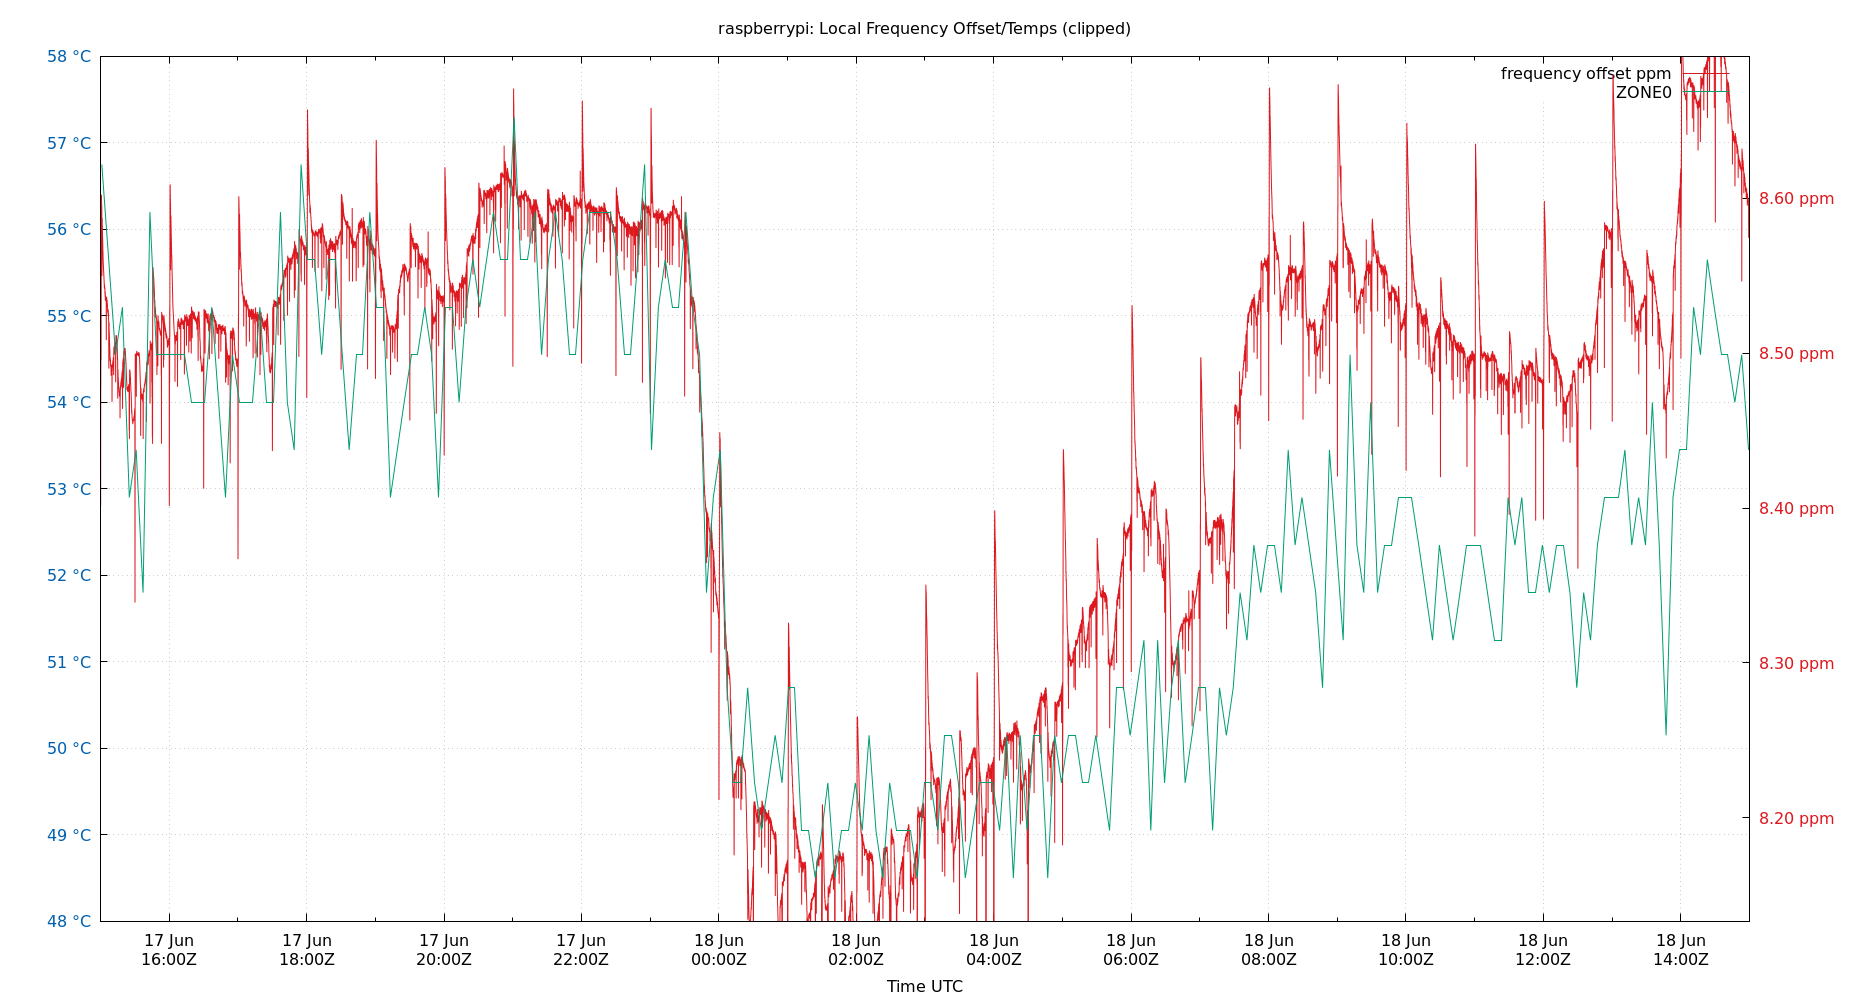 raspberrypi: Local Frequency Offset/Temps (clipped)
58 °C
57 °C
56 °C
55 °C
54 °C
53 °C
52 °C
51 °C
50 °C
49 °C
48 °C
frequency offset ppm
ZONE0
8.60 ppm
8.50 ppm
8.40 ppm
8.30 ppm
8.20 ppm
17 Jun
16:00Z
17 Jun
18:00Z
17 Jun
20:00Z
17 Jun
22:00Z
18 Jun
00:00Z
18 Jun
02:00Z
18 Jun
04:00Z
18 Jun
06:00Z
18 Jun
08:00Z
18 Jun
10:00Z
18 Jun
12:00Z
18 Jun
14:00Z
Time UTC